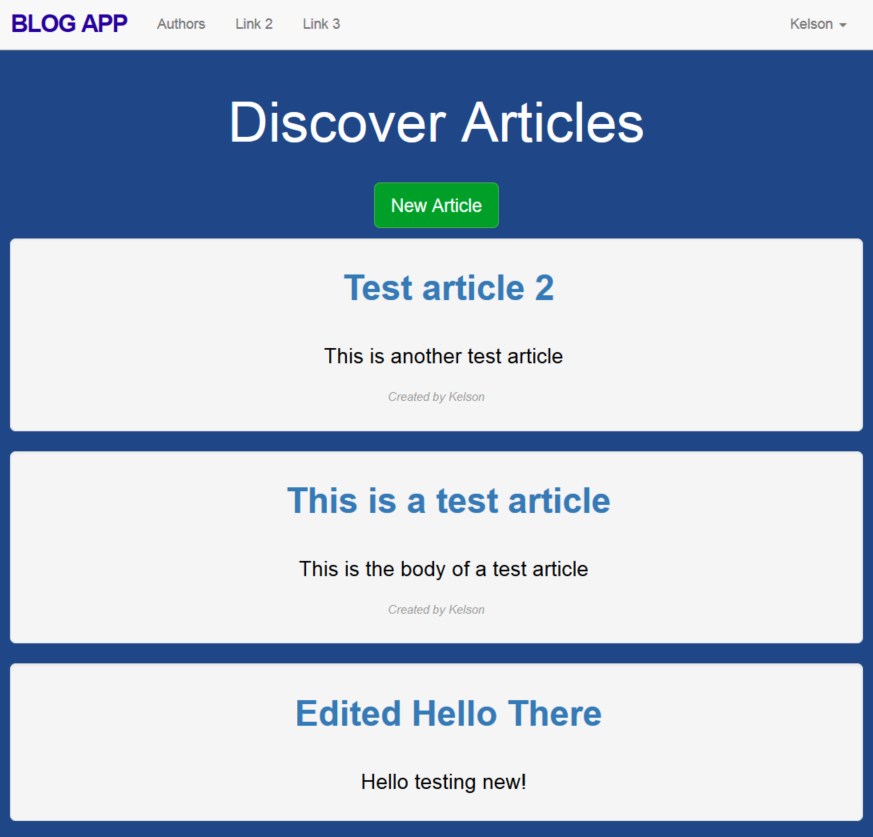 BLOG APP Authors Link 2 Link 3 Kelson
Discover Articles
New Article
Test article 2
This is another test article
Created by Kelson
This is a test article
This is the body of a test article
Created by Kelson
Edited Hello There
Hello testing new!